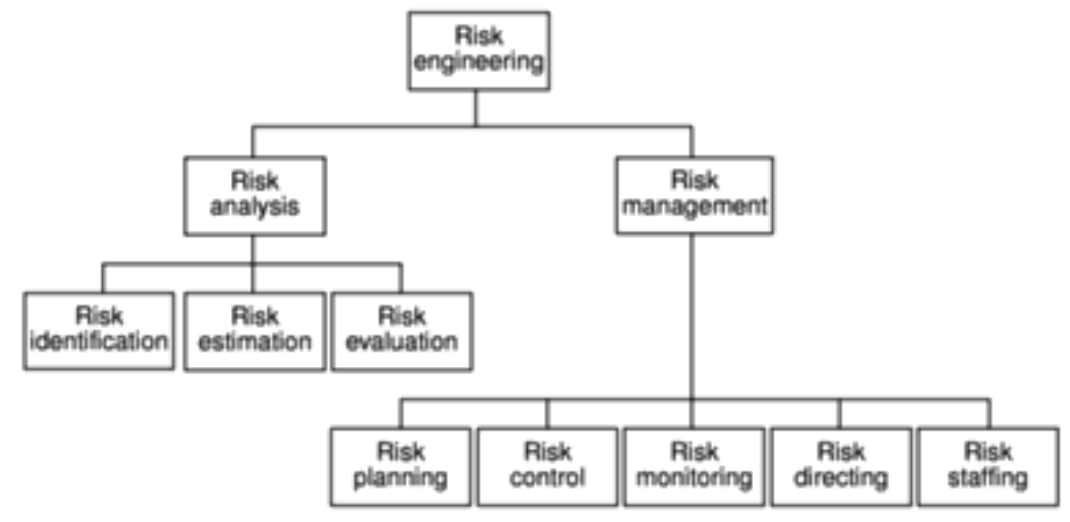 Risk
engineering
Risk
analysis
Risk
management
Risk
identification
Risk
estimation
Risk
evaluation
Risk
planning
Risk
control
Risk
monitoring
Risk
directing
Risk
staffing